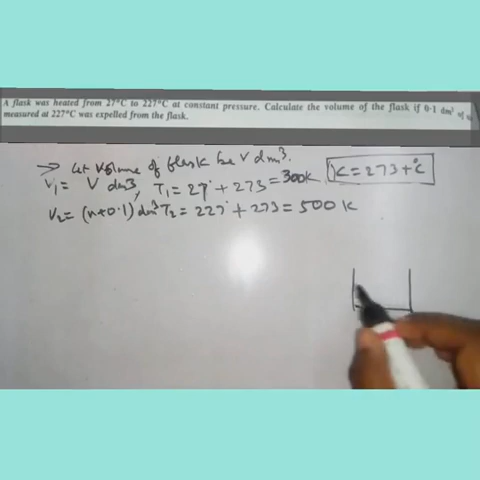 A flask was heated from 27°C to 227°C at constant pressure. Calculate the volume of the flask if 0·1 dm³ of
measured at 227°C was expelled from the flask.
→ Let volume of flask be V dm³.
V₁ = V dm³, T₁ = 27° + 273 = 300K
K = 273 + °C
V₂ = (V+0.1) dm³ T₂ = 227° + 273 = 500 K